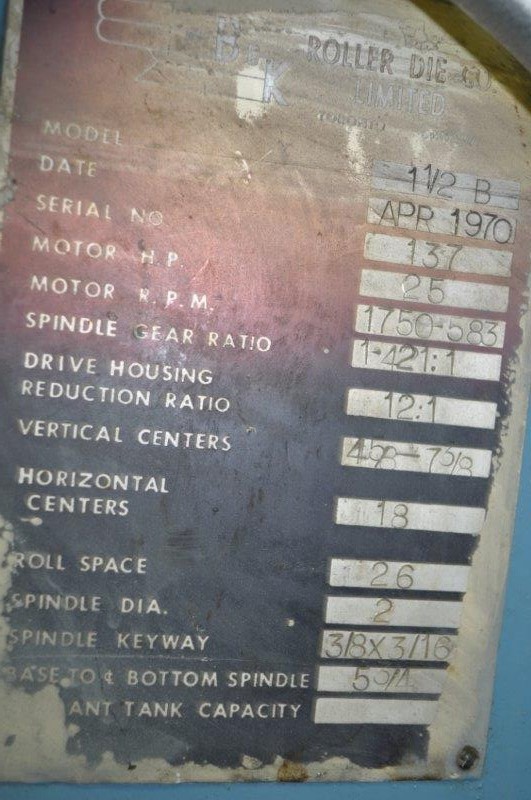 B & K ROLLER DIE CO.
LIMITED
TORONTO
MODEL 1 1/2 B
DATE APR 1970
SERIAL NO 137
MOTOR H.P. 25
MOTOR R.P.M. 1750-583
SPINDLE GEAR RATIO 1-421:1
DRIVE HOUSING
REDUCTION RATIO 12:1
VERTICAL CENTERS 4 5/8-7 5/8
HORIZONTAL
CENTERS 18
ROLL SPACE 26
SPINDLE DIA. 2
SPINDLE KEYWAY 3/8 X 3/16
BASE TO ℄ BOTTOM SPINDLE 5 3/4
ANT TANK CAPACITY